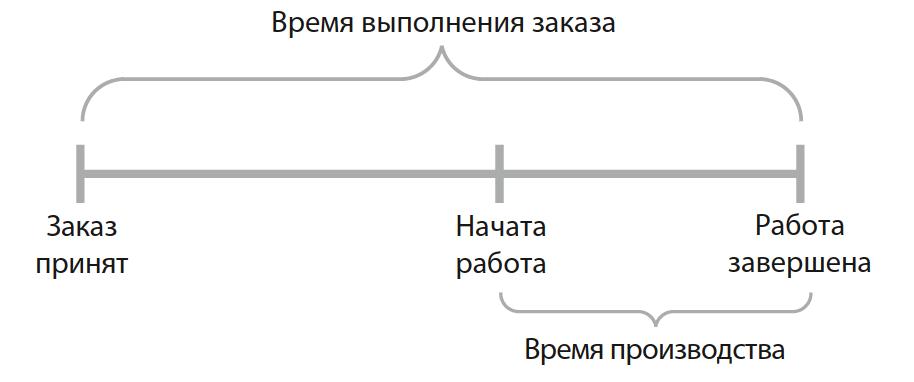 Время выполнения заказа
Заказ
принят
Начата
работа
Работа
завершена
Время производства